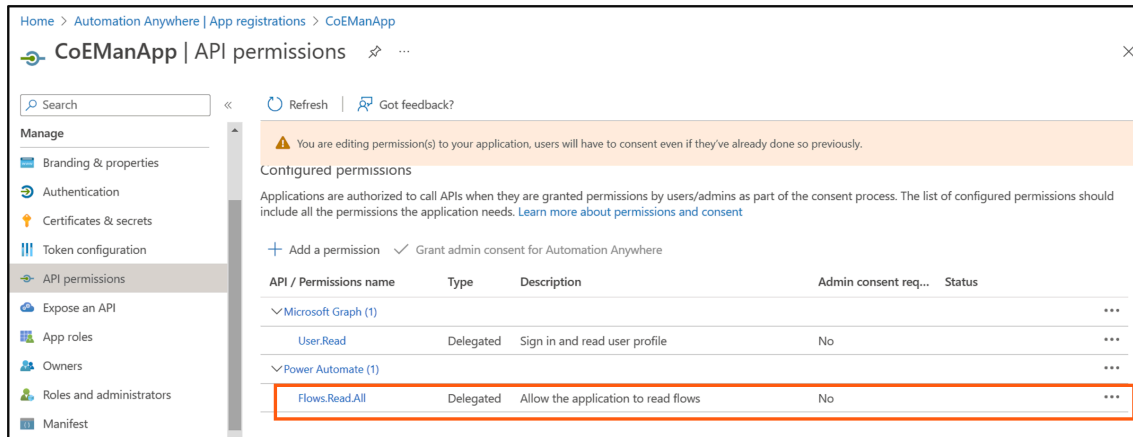 Home > Automation Anywhere | App registrations > CoEManApp
CoEManApp | API permissions
Search
Refresh | Got feedback?
Manage
You are editing permission(s) to your application, users will have to consent even if they've already done so previously.
Branding & properties
Authentication
Certificates & secrets
Token configuration
API permissions
Expose an API
App roles
Owners
Roles and administrators
Manifest
Configured permissions
Applications are authorized to call APIs when they are granted permissions by users/admins as part of the consent process. The list of configured permissions should
include all the permissions the application needs. Learn more about permissions and consent
Add a permission Grant admin consent for Automation Anywhere
API / Permissions name Type Description Admin consent req... Status
Microsoft Graph (1)
User.Read Delegated Sign in and read user profile No
Power Automate (1)
Flows.Read.All Delegated Allow the application to read flows No